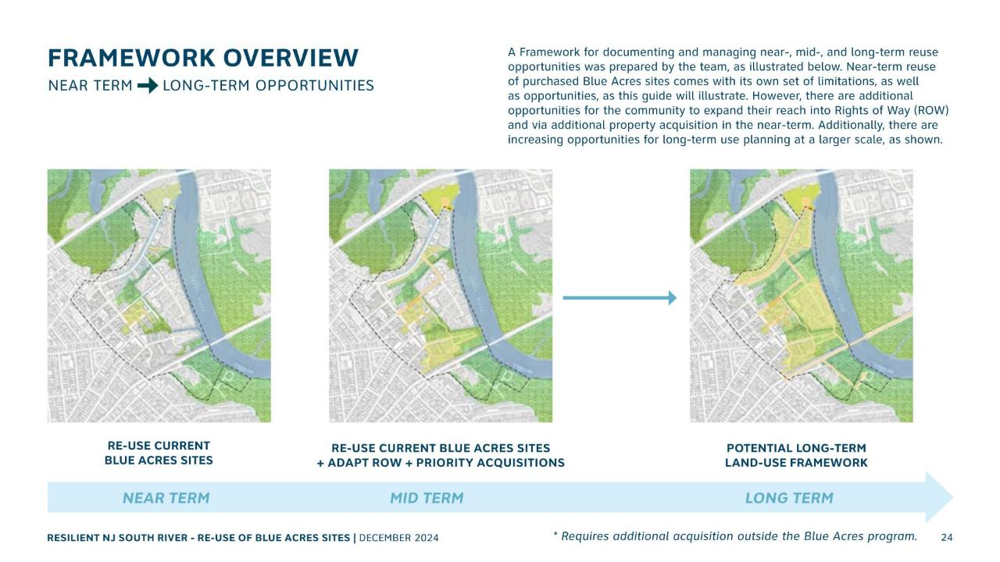 FRAMEWORK OVERVIEW
NEAR TERM LONG-TERM OPPORTUNITIES
A Framework for documenting and managing near-, mid-, and long-term reuse
opportunities was prepared by the team, as illustrated below. Near-term reuse
of purchased Blue Acres sites comes with its own set of limitations, as well
as opportunities, as this guide will illustrate. However, there are additional
opportunities for the community to expand their reach into Rights of Way (ROW)
and via additional property acquisition in the near-term. Additionally, there are
increasing opportunities for long-term use planning at a larger scale, as shown.
RE-USE CURRENT
BLUE ACRES SITES
RE-USE CURRENT BLUE ACRES SITES
+ ADAPT ROW + PRIORITY ACQUISITIONS
POTENTIAL LONG-TERM
LAND-USE FRAMEWORK
NEAR TERM
MID TERM
LONG TERM
RESILIENT NJ SOUTH RIVER - RE-USE OF BLUE ACRES SITES | DECEMBER 2024
* Requires additional acquisition outside the Blue Acres program.
24